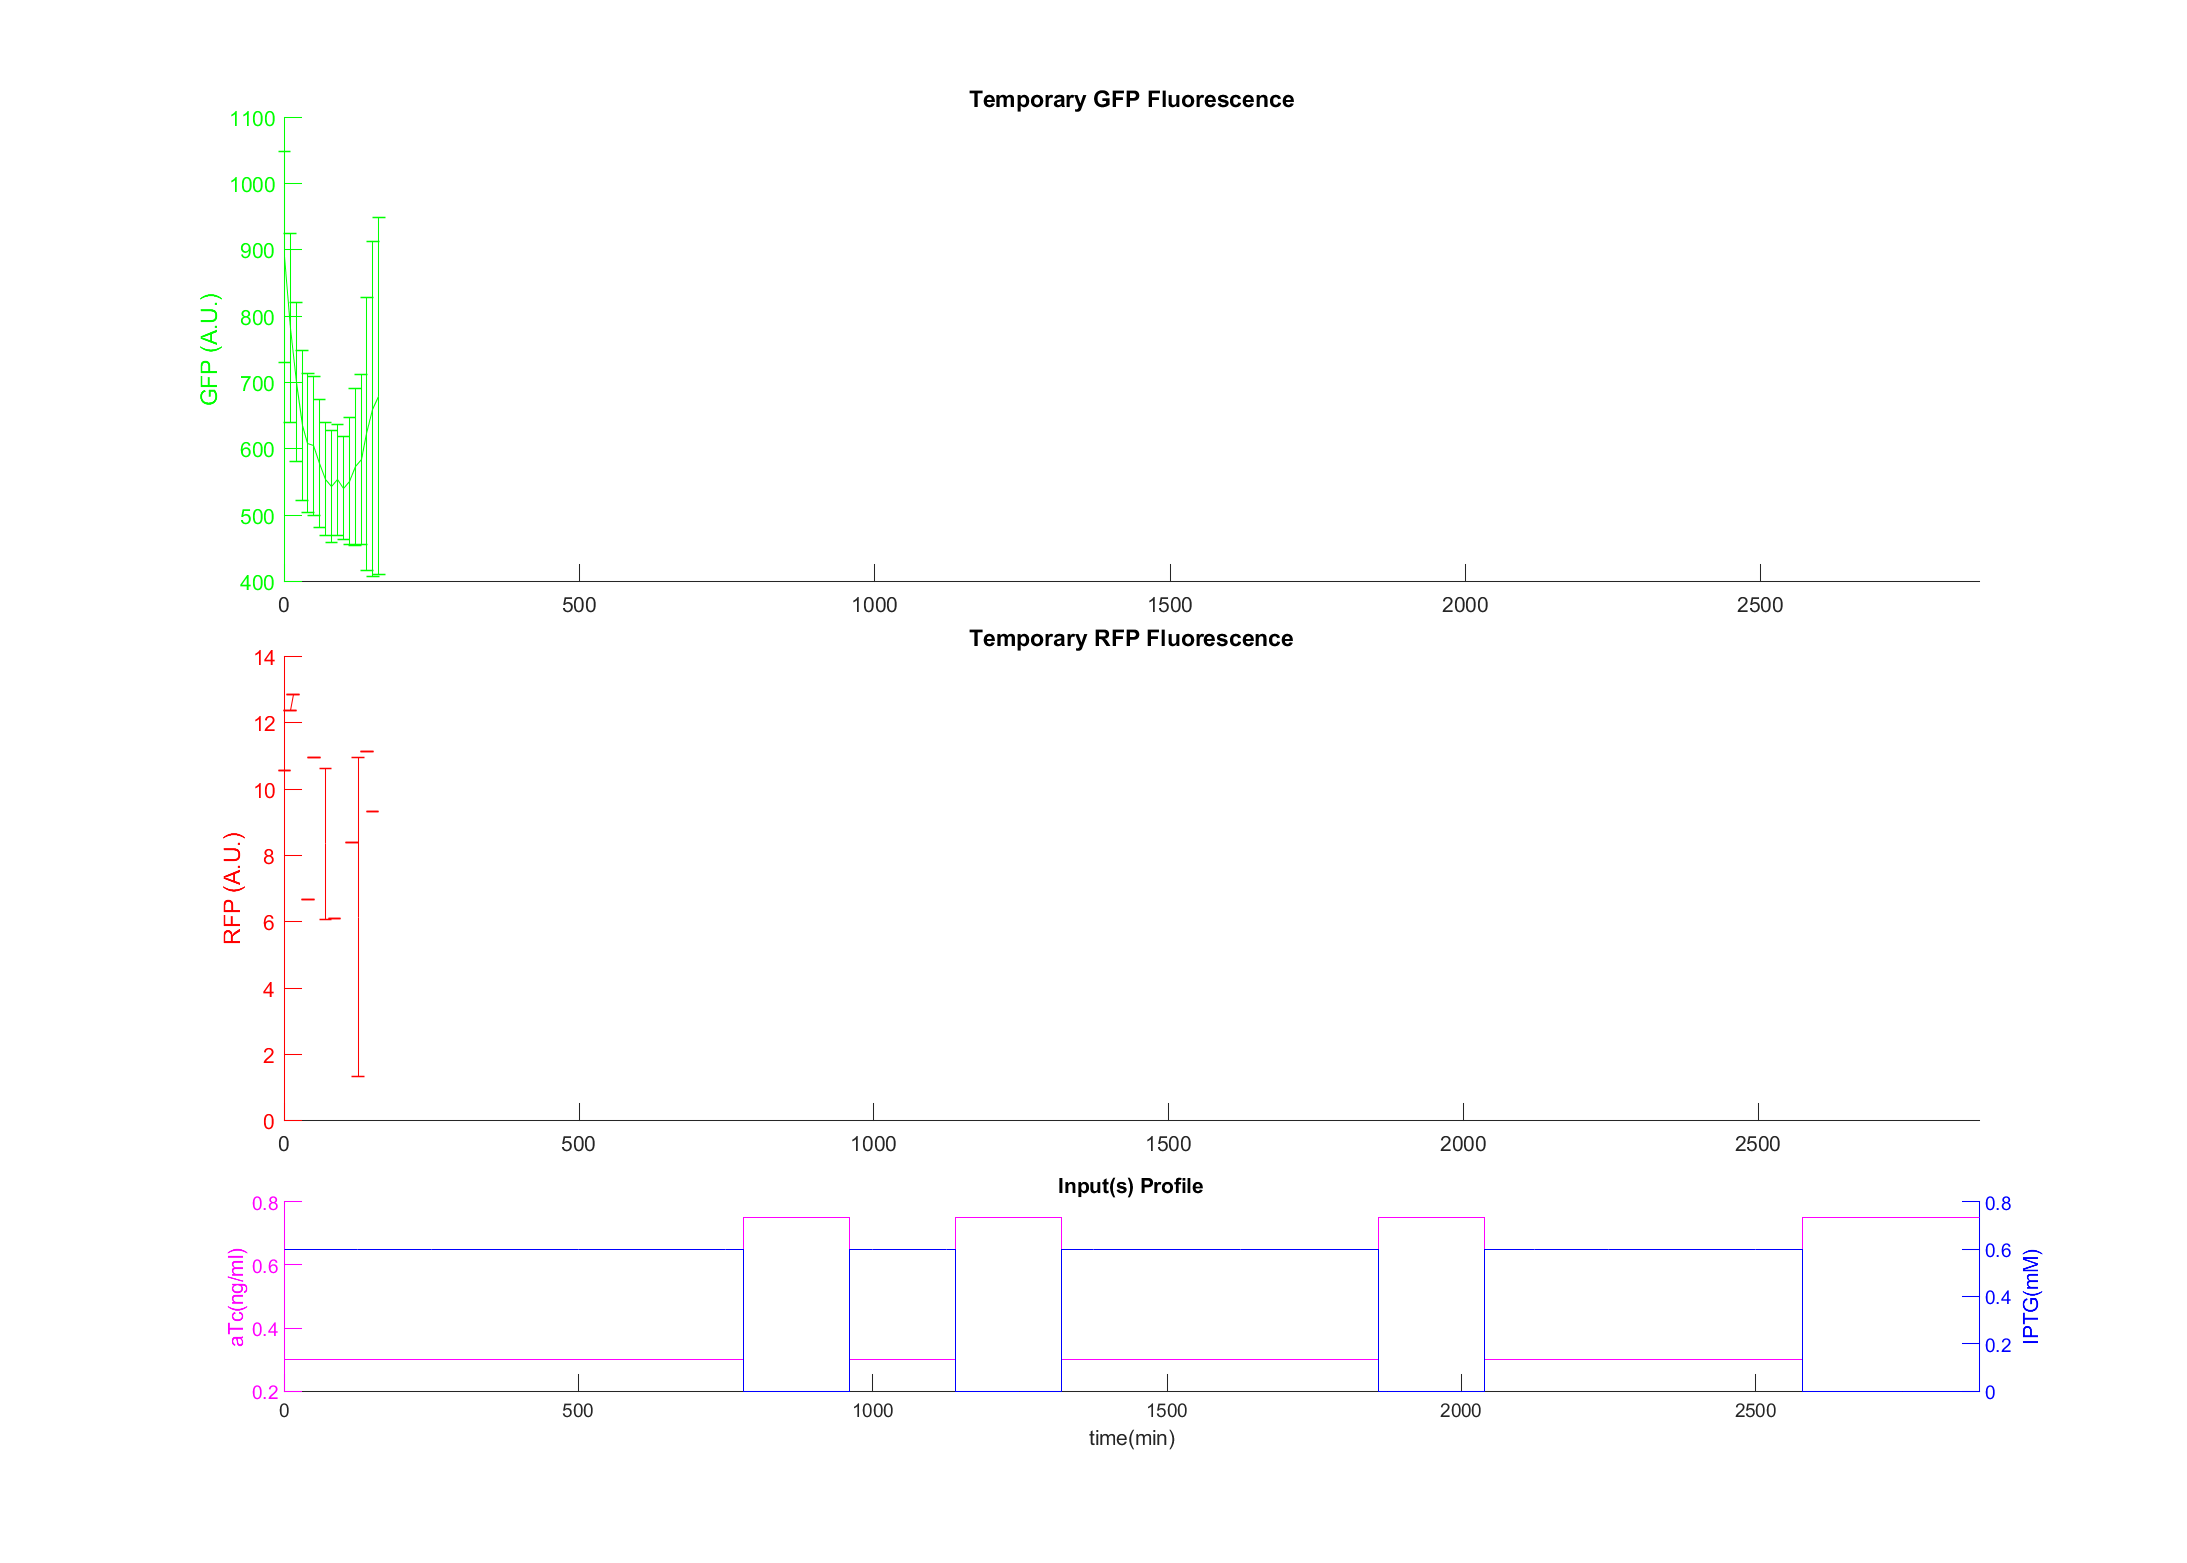 Temporary GFP Fluorescence
1100
1000
900
800
700
600
500
400
GFP (A.U.)
0 500 1000 1500 2000 2500
Temporary RFP Fluorescence
14
12
10
8
6
4
2
0
RFP (A.U.)
0 500 1000 1500 2000 2500
Input(s) Profile
0.8
0.6
0.4
0.2
aTc(ng/ml)
0.8
0.6
0.4
0.2
0
IPTG(mM)
0 500 1000 1500 2000 2500
time(min)